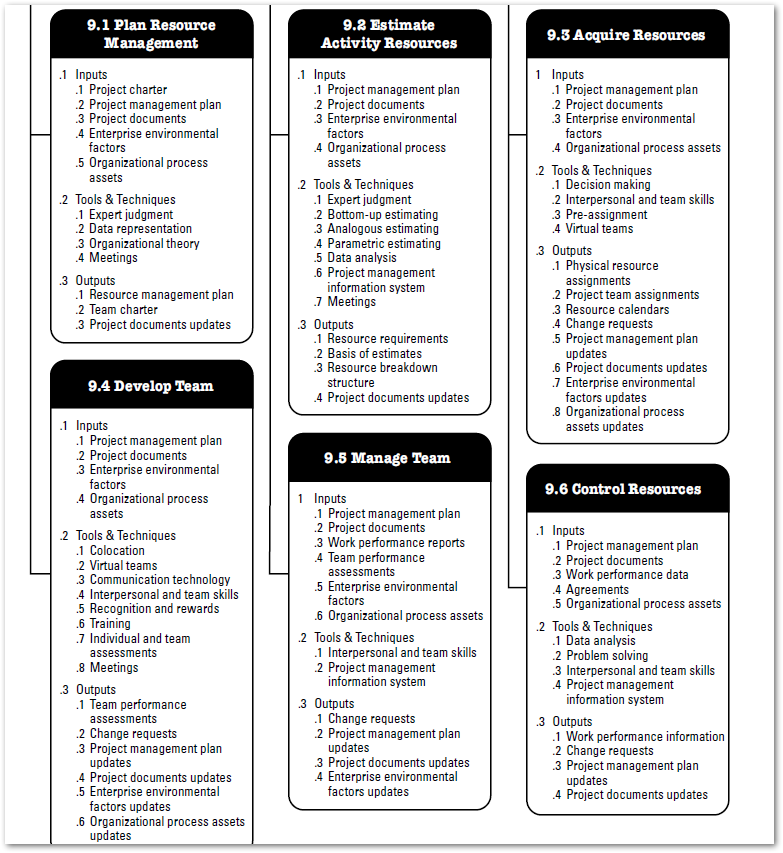 9.1 Plan Resource
Management
.1 Inputs
.1 Project charter
.2 Project management plan
.3 Project documents
.4 Enterprise environmental
factors
.5 Organizational process
assets
.2 Tools & Techniques
.1 Expert judgment
.2 Data representation
.3 Organizational theory
.4 Meetings
.3 Outputs
.1 Resource management plan
.2 Team charter
.3 Project documents updates
9.2 Estimate
Activity Resources
.1 Inputs
.1 Project management plan
.2 Project documents
.3 Enterprise environmental
factors
.4 Organizational process
assets
.2 Tools & Techniques
.1 Expert judgment
.2 Bottom-up estimating
.3 Analogous estimating
.4 Parametric estimating
.5 Data analysis
.6 Project management
information system
.7 Meetings
.3 Outputs
.1 Resource requirements
.2 Basis of estimates
.3 Resource breakdown
structure
.4 Project documents updates
9.3 Acquire Resources
1 Inputs
.1 Project management plan
.2 Project documents
.3 Enterprise environmental
factors
.4 Organizational process assets
.2 Tools & Techniques
.1 Decision making
.2 Interpersonal and team skills
.3 Pre-assignment
.4 Virtual teams
.3 Outputs
.1 Physical resource
assignments
.2 Project team assignments
.3 Resource calendars
.4 Change requests
.5 Project management plan
updates
.6 Project documents updates
.7 Enterprise environmental
factors updates
.8 Organizational process
assets updates
9.4 Develop Team
.1 Inputs
.1 Project management plan
.2 Project documents
.3 Enterprise environmental
factors
.4 Organizational process
assets
.2 Tools & Techniques
.1 Colocation
.2 Virtual teams
.3 Communication technology
.4 Interpersonal and team skills
.5 Recognition and rewards
.6 Training
.7 Individual and team
assessments
.8 Meetings
.3 Outputs
.1 Team performance
assessments
.2 Change requests
.3 Project management plan
updates
.4 Project documents updates
.5 Enterprise environmental
factors updates
.6 Organizational process assets
updates
9.5 Manage Team
1 Inputs
.1 Project management plan
.2 Project documents
.3 Work performance reports
.4 Team performance
assessments
.5 Enterprise environmental
factors
.6 Organizational process assets
.2 Tools & Techniques
.1 Interpersonal and team skills
.2 Project management
information system
.3 Outputs
.1 Change requests
.2 Project management plan
updates
.3 Project documents updates
.4 Enterprise environmental
factors updates
9.6 Control Resources
.1 Inputs
.1 Project management plan
.2 Project documents
.3 Work performance data
.4 Agreements
.5 Organizational process assets
.2 Tools & Techniques
.1 Data analysis
.2 Problem solving
.3 Interpersonal and team skills
.4 Project management
information system
.3 Outputs
.1 Work performance information
.2 Change requests
.3 Project management plan
updates
.4 Project documents updates